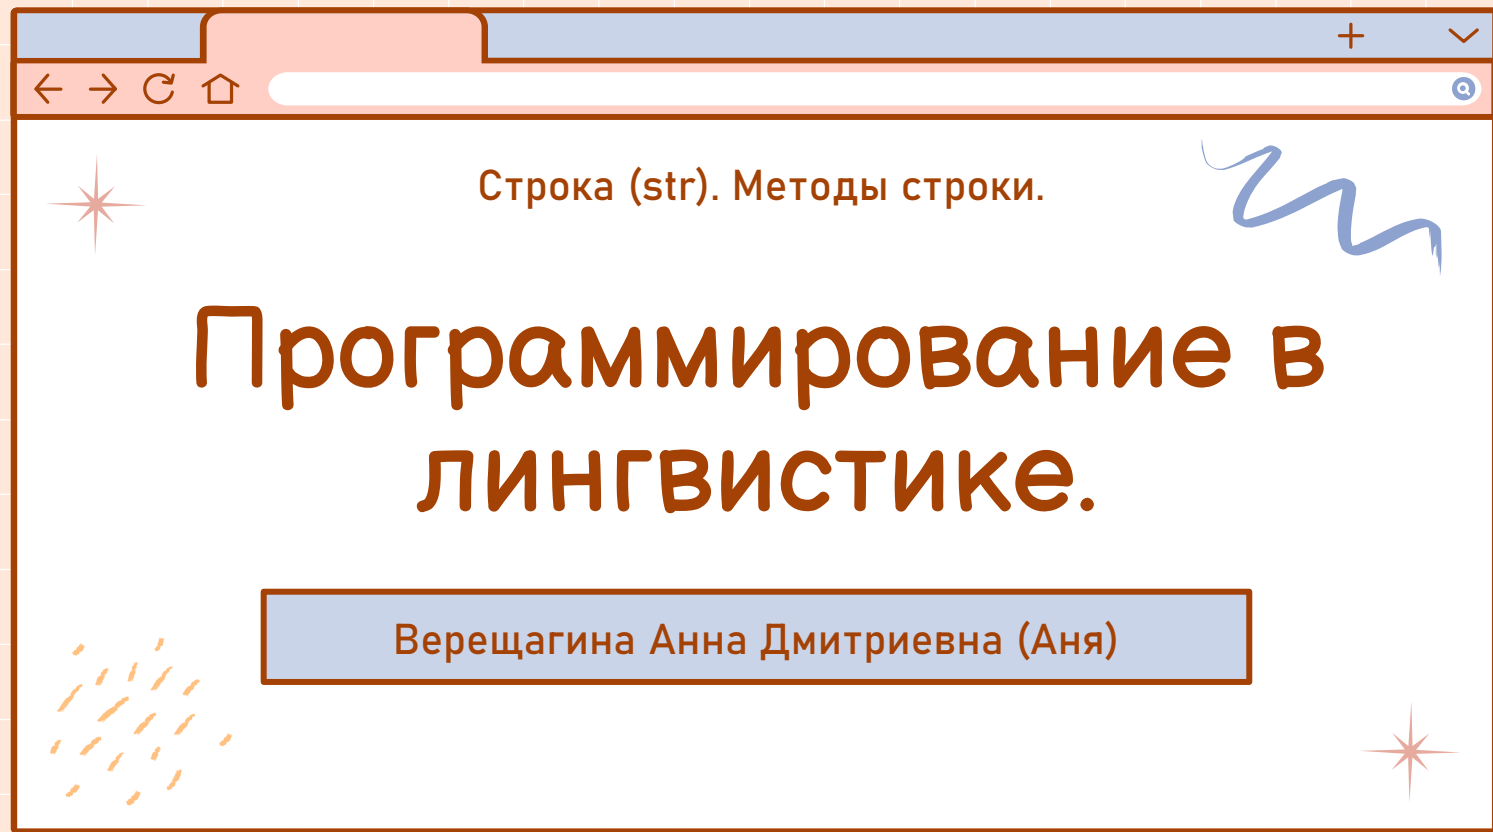 Строка (str). Методы строки.
Программирование в
лингвистике.
Верещагина Анна Дмитриевна (Аня)